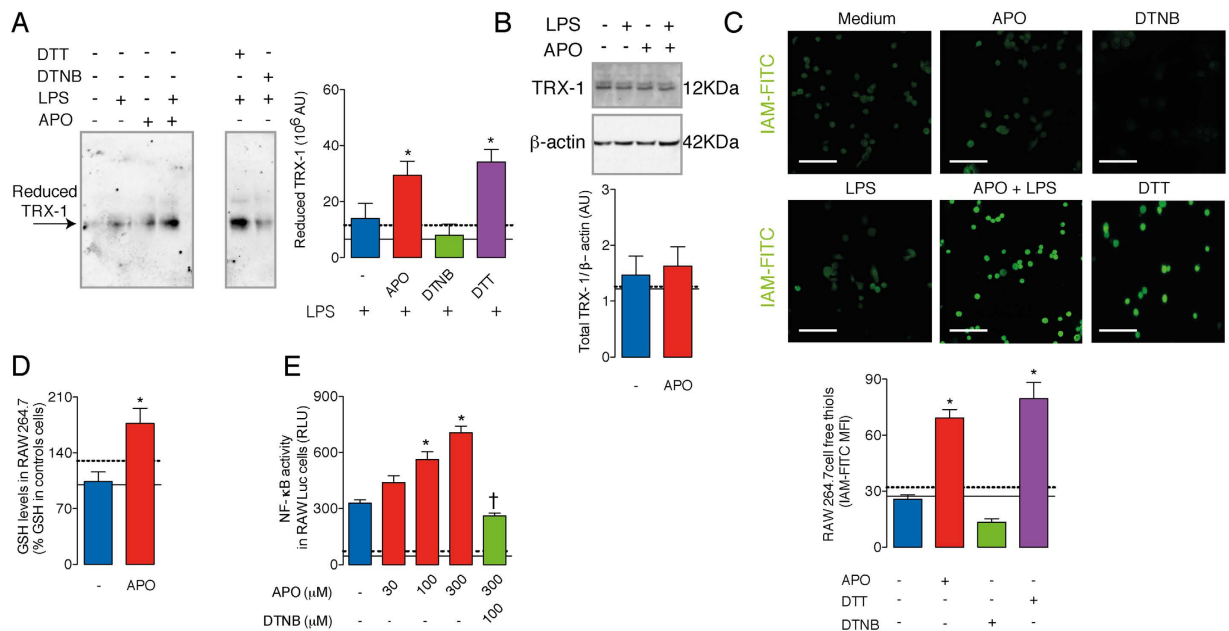 A
DTT + -
DTNB - +
LPS - + - + + +
APO - - + +
Reduced
TRX-1
Reduced TRX-1 (10⁶ AU)
60
40
20
0
- APO DTNB DTT
LPS + + + +
* *
B
LPS - + - +
APO - - + +
TRX-1 12KDa
β-actin 42KDa
Total TRX-1/β-actin (AU)
3
2
1
0
- APO
C
Medium APO DTNB
IAM-FITC
LPS APO + LPS DTT
IAM-FITC
RAW 264.7cell free thiols
(IAM-FITC MFI)
90
60
30
0
* *
APO - + - -
DTT - - - +
DTNB - - + -
D
GSH levels in RAW 264.7
(% GSH in controls cells)
210
140
70
0
*
- APO
E
NF-κB activity
in RAW Luc cells (RLU)
900
600
300
0
* * †
APO (μM) - 30 100 300 300
DTNB (μM) 100